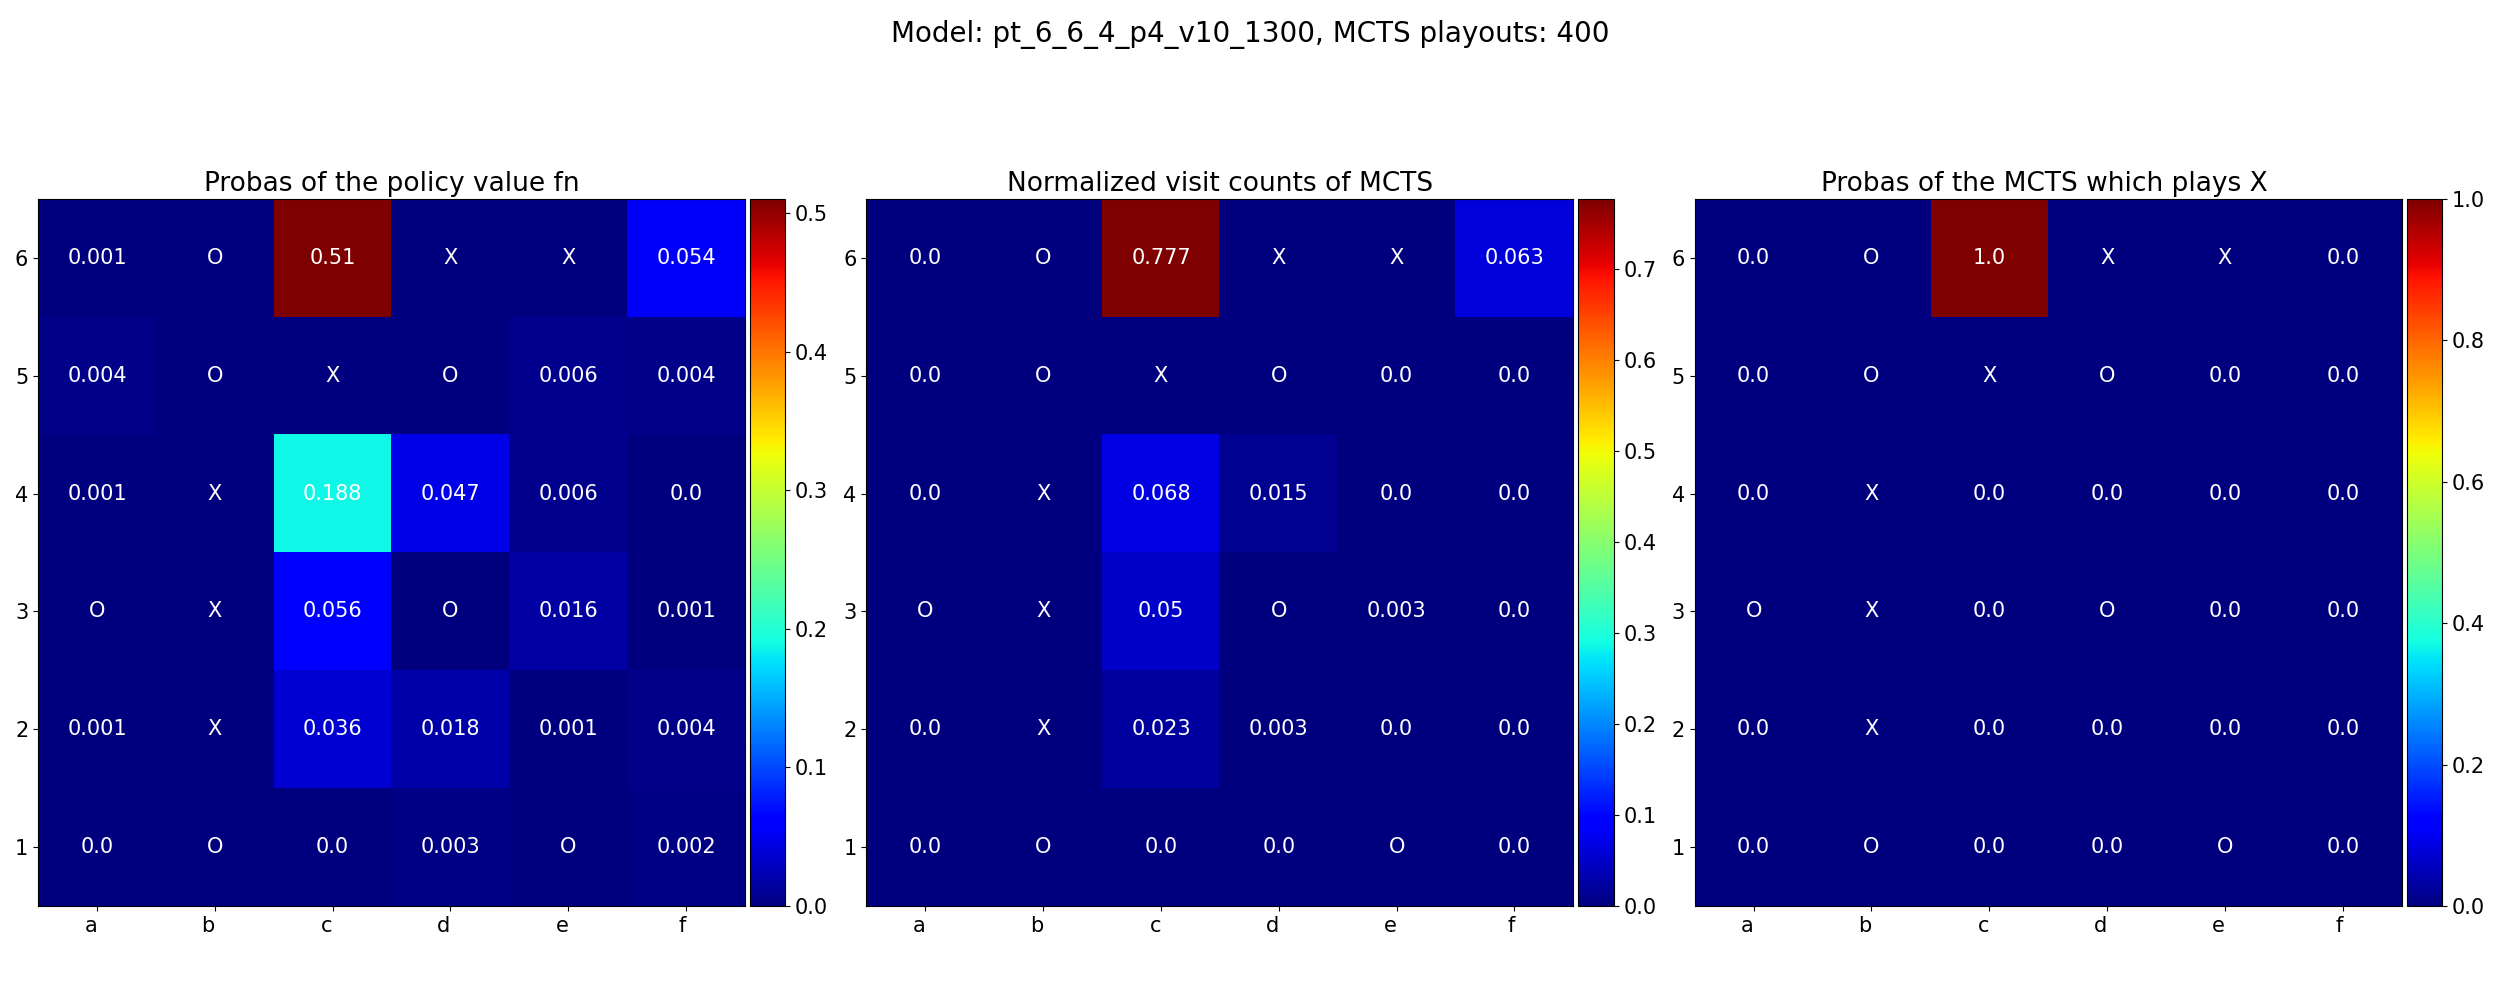 Model: pt_6_6_4_p4_v10_1300, MCTS playouts: 400
Probas of the policy value fn
6 0.001 O 0.51 X X 0.054
5 0.004 O X O 0.006 0.004
4 0.001 X 0.188 0.047 0.006 0.0
3 O X 0.056 O 0.016 0.001
2 0.001 X 0.036 0.018 0.001 0.004
1 0.0 O 0.0 0.003 O 0.002
a b c d e f
0.5
0.4
0.3
0.2
0.1
0.0
Normalized visit counts of MCTS
6 0.0 O 0.777 X X 0.063
5 0.0 O X O 0.0 0.0
4 0.0 X 0.068 0.015 0.0 0.0
3 O X 0.05 O 0.003 0.0
2 0.0 X 0.023 0.003 0.0 0.0
1 0.0 O 0.0 0.0 O 0.0
a b c d e f
0.7
0.6
0.5
0.4
0.3
0.2
0.1
0.0
Probas of the MCTS which plays X
6 0.0 O 1.0 X X 0.0
5 0.0 O X O 0.0 0.0
4 0.0 X 0.0 0.0 0.0 0.0
3 O X 0.0 O 0.0 0.0
2 0.0 X 0.0 0.0 0.0 0.0
1 0.0 O 0.0 0.0 O 0.0
a b c d e f
1.0
0.8
0.6
0.4
0.2
0.0